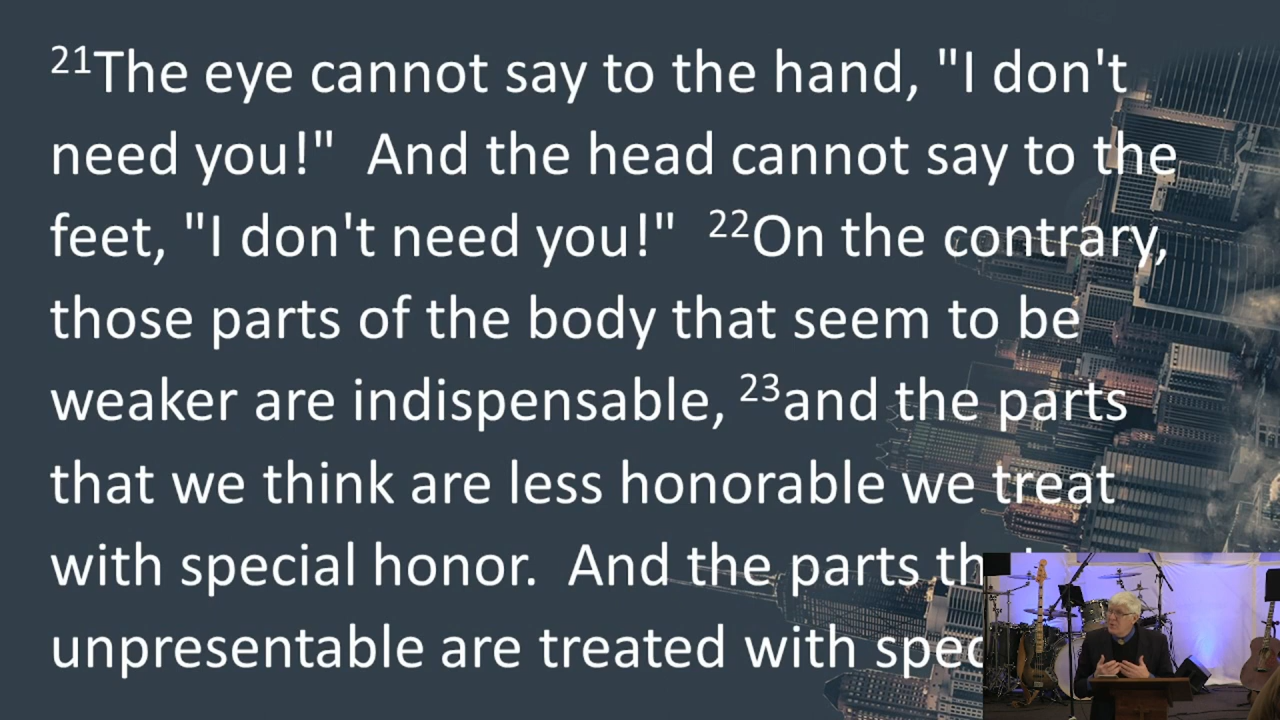 21The eye cannot say to the hand, "I don't
need you!"  And the head cannot say to the
feet, "I don't need you!"  22On the contrary,
those parts of the body that seem to be
weaker are indispensable, 23and the parts
that we think are less honorable we treat
with special honor.  And the parts
unpresentable are treated with